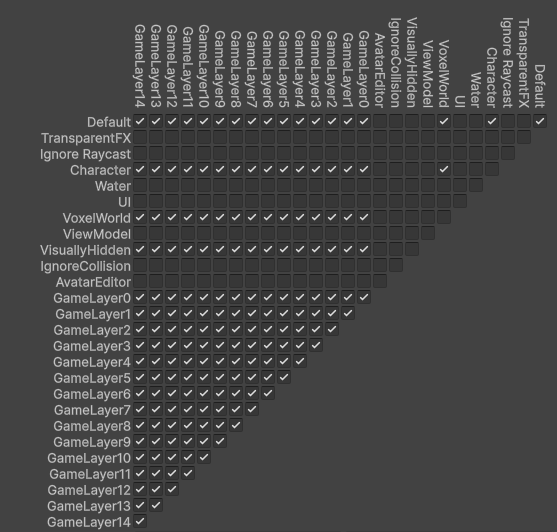 GameLayer14
GameLayer13
GameLayer12
GameLayer11
GameLayer10
GameLayer9
GameLayer8
GameLayer7
GameLayer6
GameLayer5
GameLayer4
GameLayer3
GameLayer2
GameLayer1
GameLayer0
AvatarEditor
IgnoreCollision
VisuallyHidden
ViewModel
VoxelWorld
UI
Water
Character
Ignore Raycast
TransparentFX
Default
Default
TransparentFX
Ignore Raycast
Character
Water
UI
VoxelWorld
ViewModel
VisuallyHidden
IgnoreCollision
AvatarEditor
GameLayer0
GameLayer1
GameLayer2
GameLayer3
GameLayer4
GameLayer5
GameLayer6
GameLayer7
GameLayer8
GameLayer9
GameLayer10
GameLayer11
GameLayer12
GameLayer13
GameLayer14